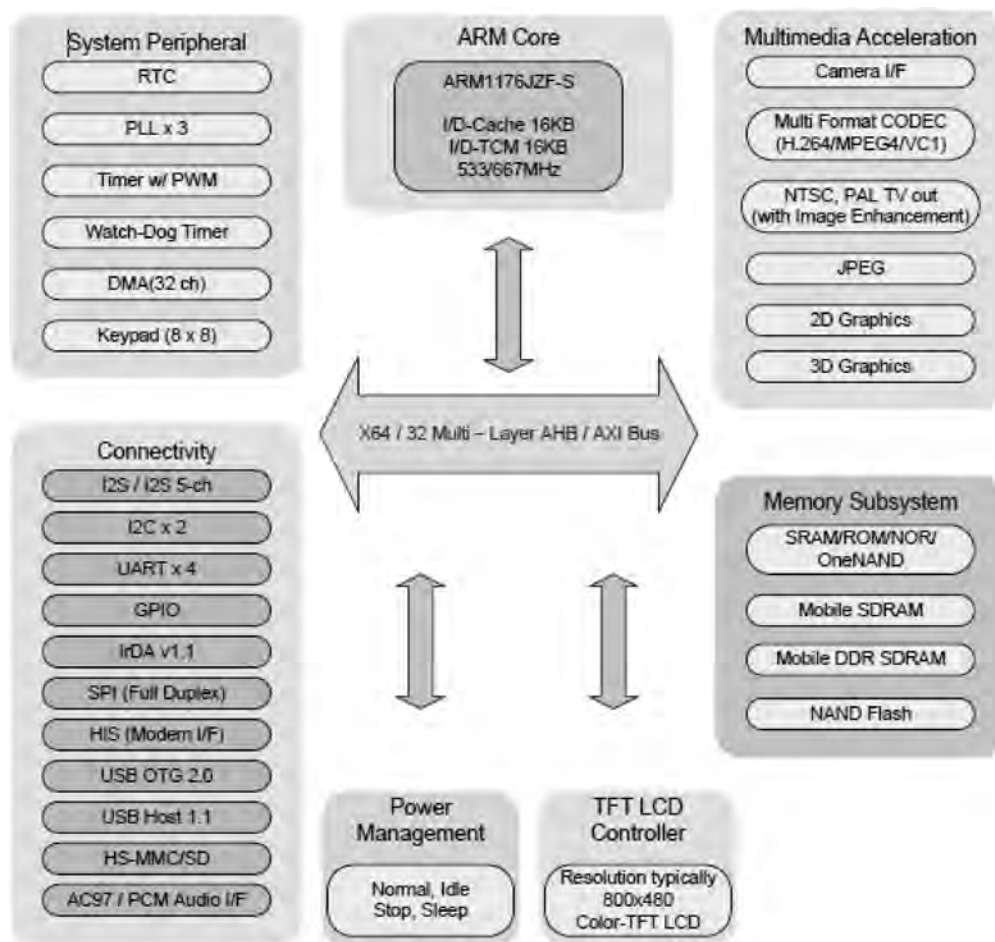 System Peripheral
RTC
PLL x 3
Timer w/ PWM
Watch-Dog Timer
DMA(32 ch)
Keypad (8 x 8)
ARM Core
ARM1176JZF-S
I/D-Cache 16KB
I/D-TCM 16KB
533/667MHz
Multimedia Acceleration
Camera I/F
Multi Format CODEC
(H.264/MPEG4/VC1)
NTSC, PAL TV out
(with Image Enhancement)
JPEG
2D Graphics
3D Graphics
X64 / 32 Multi – Layer AHB / AXI Bus
Connectivity
I2S / I2S 5-ch
I2C x 2
UART x 4
GPIO
IrDA v1.1
SPI (Full Duplex)
HIS (Modem I/F)
USB OTG 2.0
USB Host 1.1
HS-MMC/SD
AC97 / PCM Audio I/F
Memory Subsystem
SRAM/ROM/NOR/
OneNAND
Mobile SDRAM
Mobile DDR SDRAM
NAND Flash
Power
Management
Normal, Idle
Stop, Sleep
TFT LCD
Controller
Resolution typically
800x480
Color-TFT LCD